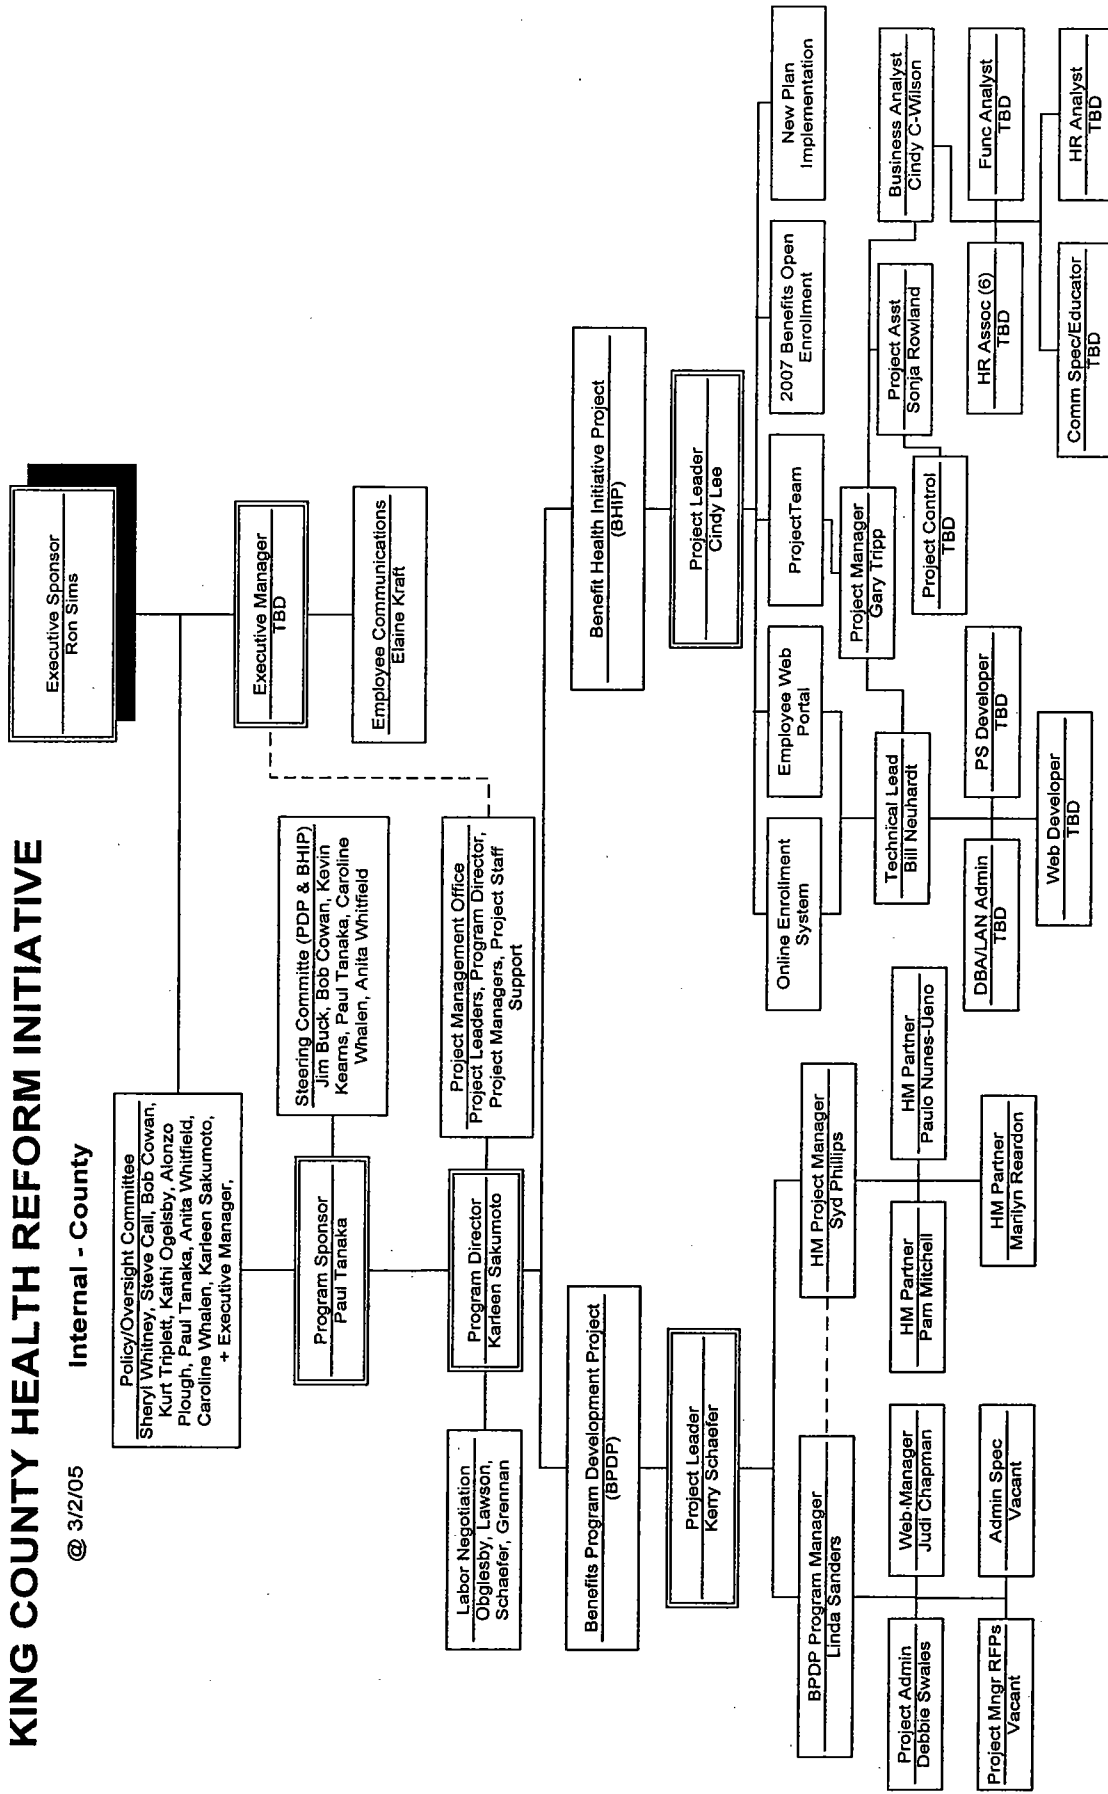 KING COUNTY HEALTH REFORM INITIATIVE
@ 3/2/05
Internal - County
Executive Sponsor
Ron Sims
Policy/Oversight Committee
Sheryl Whitney, Steve Call, Bob Cowan,
Kurt Triplett, Kathi Ogelsby, Alonzo
Plough, Paul Tanaka, Anita Whitfield,
Caroline Whalen, Karleen Sakumoto,
+ Executive Manager,
Executive Manager
TBD
Program Sponsor
Paul Tanaka
Steering Committe (PDP & BHIP)
Jim Buck, Bob Cowan, Kevin
Kearns, Paul Tanaka, Caroline
Whalen, Anita Whitfield
Employee Communications
Elaine Kraft
Labor Negotiation
Obglesby, Lawson,
Schaefer, Grennan
Program Director
Karleen Sakumoto
Project Management Office
Project Leaders, Program Director,
Project Managers, Project Staff
Support
Benefits Program Development Project
(BPDP)
Benefit Health Initiative Project
(BHIP)
Project Leader
Kerry Schaefer
Project Leader
Cindy Lee
BPDP Program Manager
Linda Sanders
HM Project Manager
Syd Phillips
Online Enrollment
System
Employee Web
Portal
ProjectTeam
2007 Benefits Open
Enrollment
New Plan
Implementation
Project Admin
Debbie Swales
Web-Manager
Judi Chapman
Project Mngr RFPs
Vacant
Admin Spec
Vacant
HM Partner
Pam Mitchell
HM Partner
Paulo Nunes-Ueno
HM Partner
Marilyn Reardon
Technical Lead
Bill Neuhardt
Project Manager
Gary Tripp
Project Asst
Sonja Rowland
Business Analyst
Cindy C-Wilson
Project Control
TBD
DBA/LAN Admin
TBD
PS Developer
TBD
Web Developer
TBD
HR Assoc (6)
TBD
Func Analyst
TBD
Comm Spec/Educator
TBD
HR Analyst
TBD